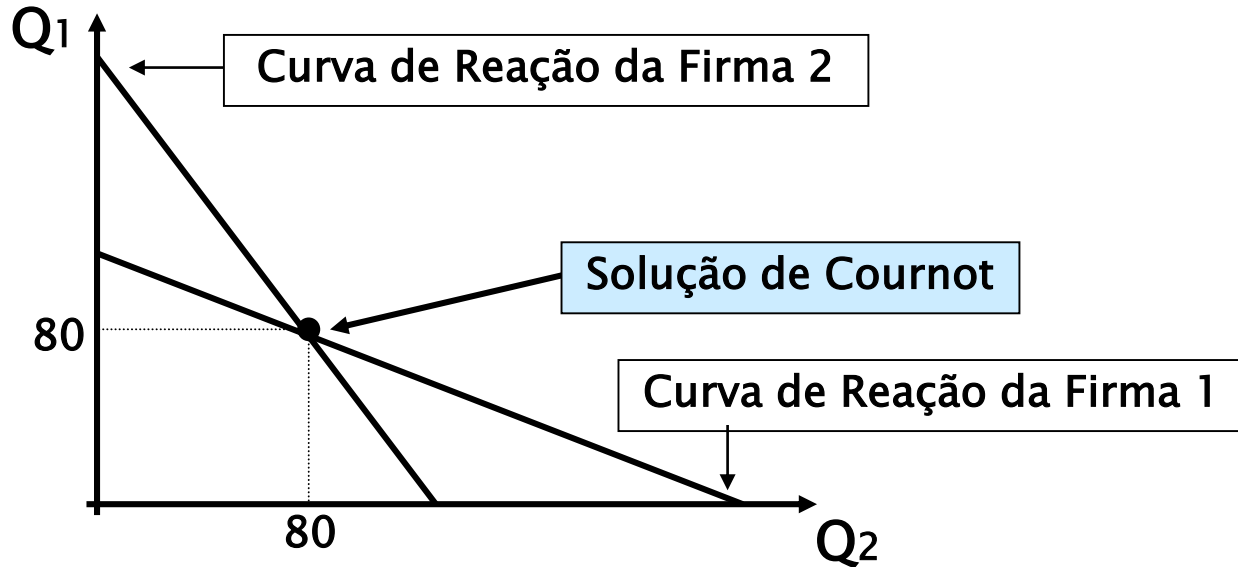 Q1
Curva de Reação da Firma 2
Solução de Cournot
80
Curva de Reação da Firma 1
80
Q2